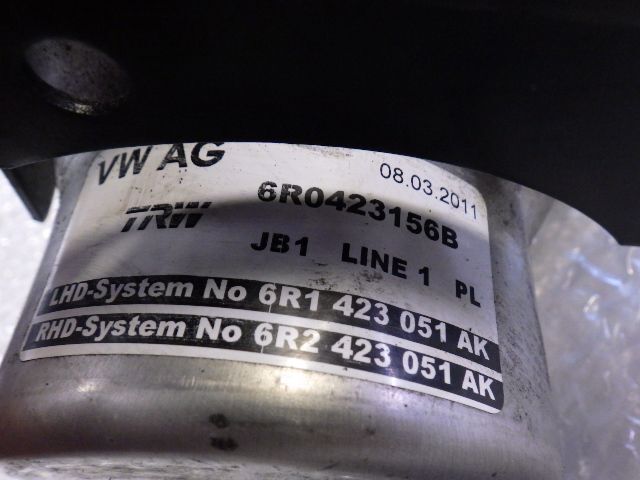 VW AG 08.03.2011
TRW 6R0423156B
JB1 LINE 1 PL
LHD-System No 6R1 423 051 AK
RHD-System No 6R2 423 051 AK